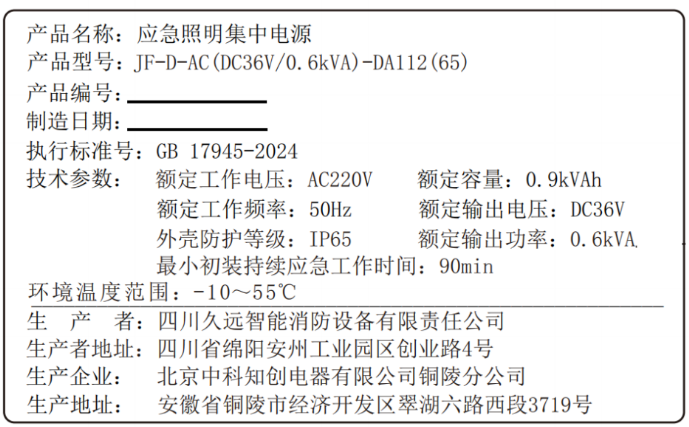 产品名称：应急照明集中电源
产品型号：JF-D-AC(DC36V/0.6kVA)-DA112(65)
产品编号：
制造日期：
执行标准号：GB 17945-2024
技术参数：　额定工作电压：AC220V　额定容量：0.9kVAh
额定工作频率：50Hz　额定输出电压：DC36V
外壳防护等级：IP65　额定输出功率：0.6kVA
最小初装持续应急工作时间：90min
环境温度范围：-10～55℃
生　产　者：四川久远智能消防设备有限责任公司
生产者地址：四川省绵阳安州工业园区创业路4号
生产企业：　北京中科知创电器有限公司铜陵分公司
生产地址：　安徽省铜陵市经济开发区翠湖六路西段3719号